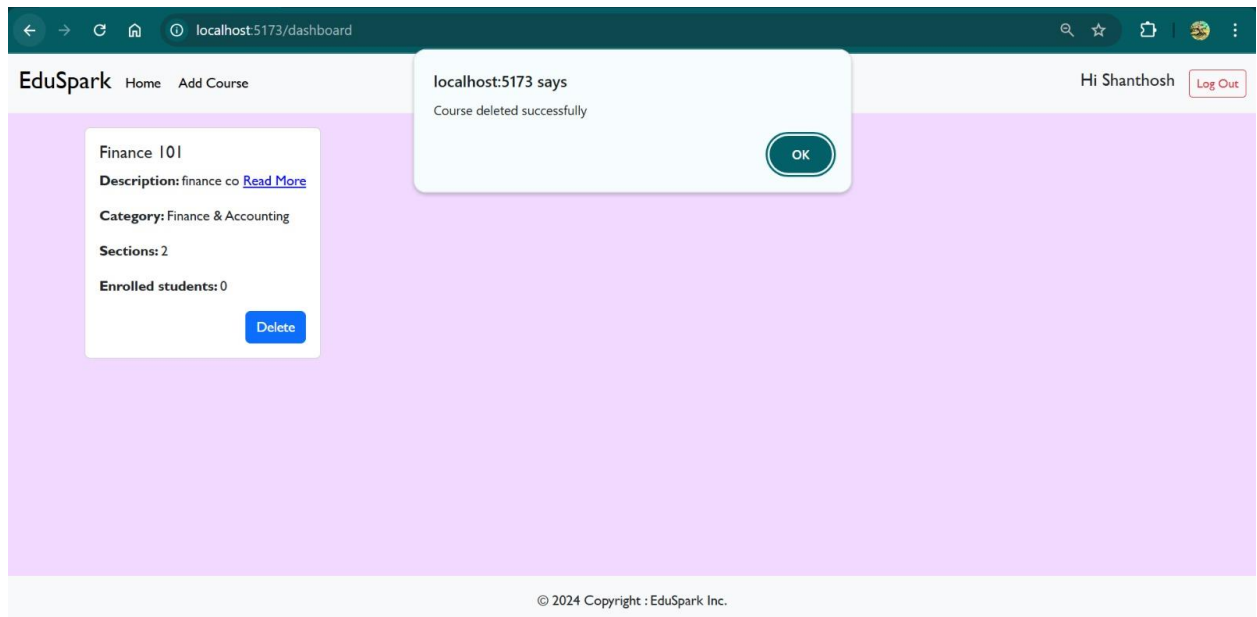 localhost:5173/dashboard
EduSpark Home Add Course
localhost:5173 says
Course deleted successfully
OK
Hi Shanthosh Log Out
Finance 101
Description: finance co Read More
Category: Finance & Accounting
Sections: 2
Enrolled students: 0
Delete
© 2024 Copyright : EduSpark Inc.